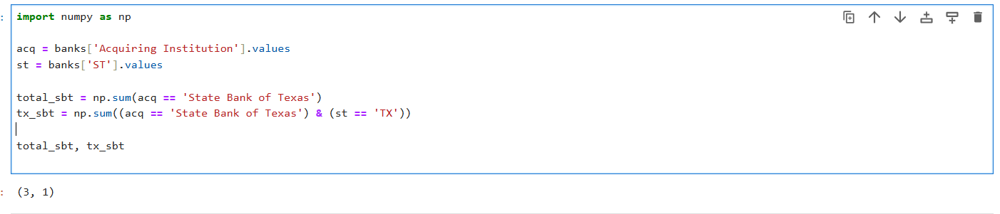 import numpy as np
acq = banks['Acquiring Institution'].values
st = banks['ST'].values
total_sbt = np.sum(acq == 'State Bank of Texas')
tx_sbt = np.sum((acq == 'State Bank of Texas') & (st == 'TX'))
total_sbt, tx_sbt
(3, 1)